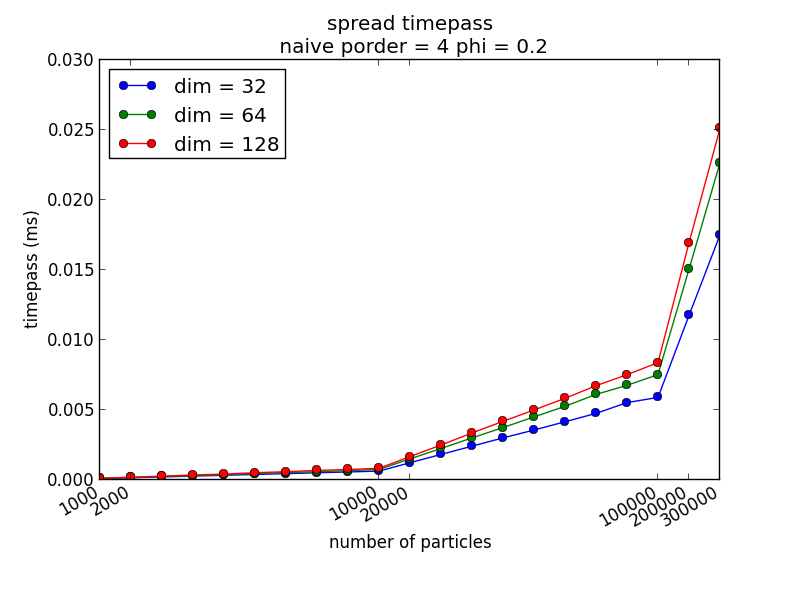 spread timepass
naive porder = 4 phi = 0.2
0.030
dim = 32
dim = 64
dim = 128
0.025
0.020
0.015
0.010
0.005
0.000
timepass (ms)
1000
2000
10000
20000
100000
200000
300000
number of particles